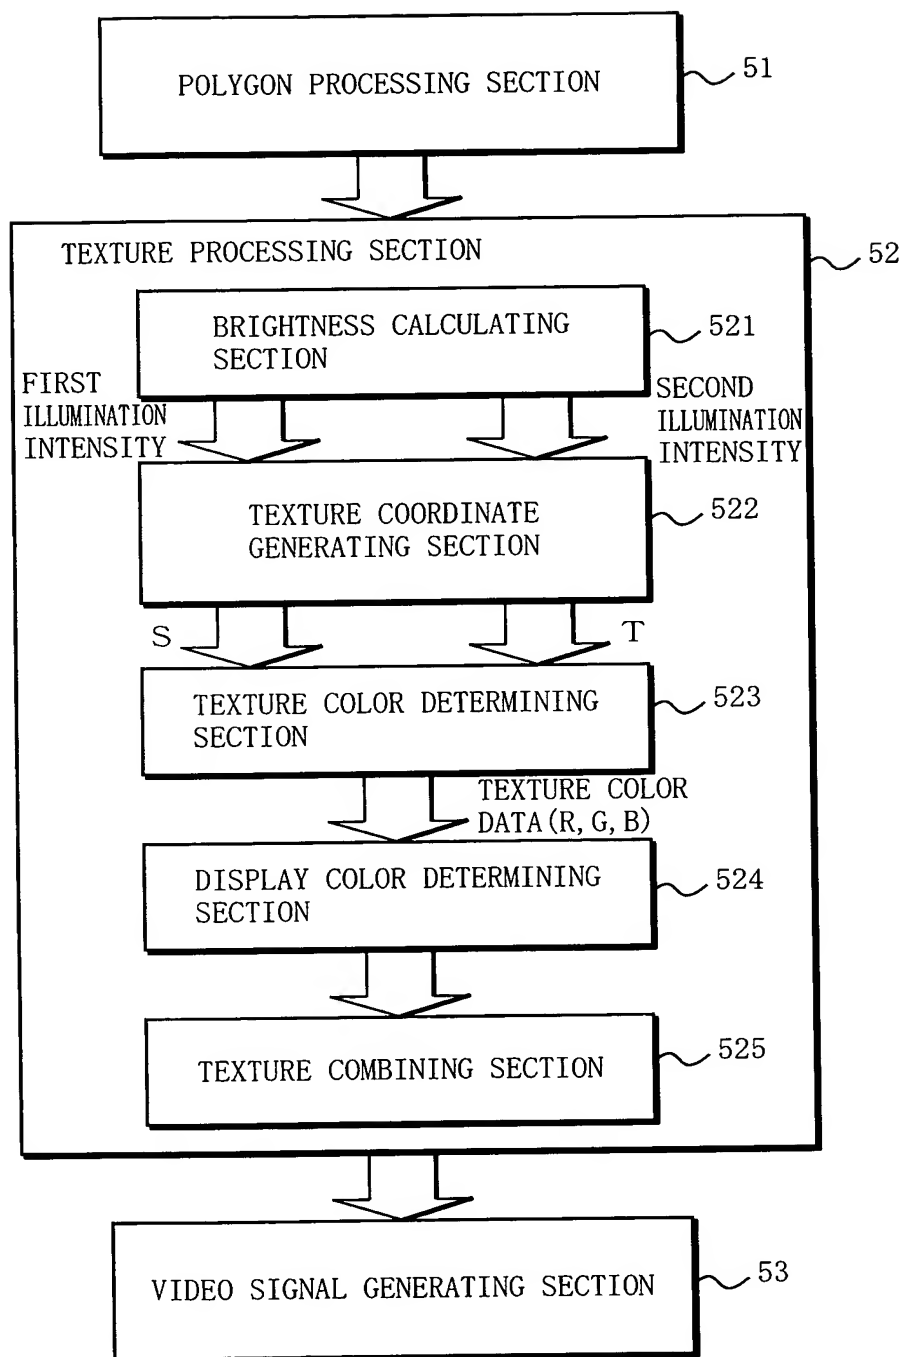 POLYGON PROCESSING SECTION
51
TEXTURE PROCESSING SECTION
52
BRIGHTNESS CALCULATING
SECTION
521
FIRST
ILLUMINATION
INTENSITY
SECOND
ILLUMINATION
INTENSITY
TEXTURE COORDINATE
GENERATING SECTION
522
S
T
TEXTURE COLOR DETERMINING
SECTION
523
TEXTURE COLOR
DATA(R, G, B)
DISPLAY COLOR DETERMINING
SECTION
524
TEXTURE COMBINING SECTION
525
VIDEO SIGNAL GENERATING SECTION
53